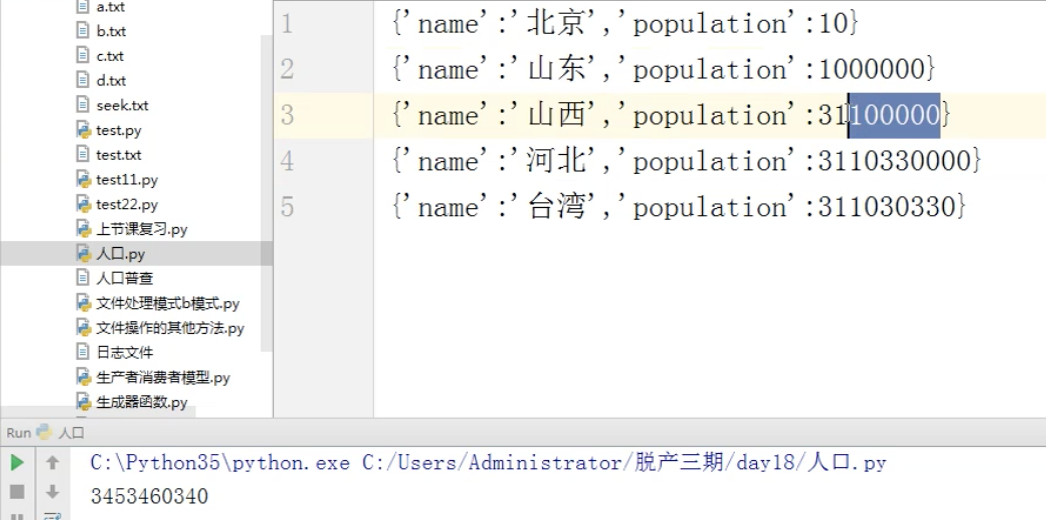 a.txt
b.txt
c.txt
d.txt
seek.txt
test.py
test.txt
test11.py
test22.py
上节课复习.py
人口.py
人口普查
文件处理模式b模式.py
文件操作的其他方法.py
日志文件
生产者消费者模型.py
生成器函数.py
1 {'name':'北京','population':10}
2 {'name':'山东','population':1000000}
3 {'name':'山西','population':31100000}
4 {'name':'河北','population':3110330000}
5 {'name':'台湾','population':311030330}
Run 人口
C:\Python35\python.exe C:/Users/Administrator/脱产三期/day18/人口.py
3453460340